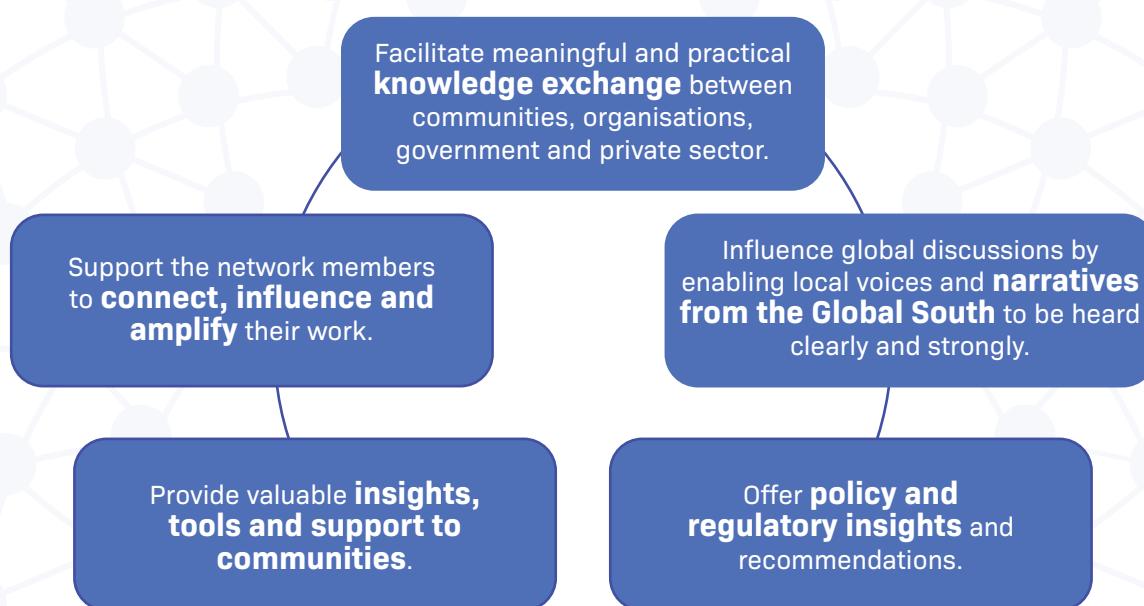 Facilitate meaningful and practical
knowledge exchange between
communities, organisations,
government and private sector.
Support the network members
to connect, influence and
amplify their work.
Influence global discussions by
enabling local voices and narratives
from the Global South to be heard
clearly and strongly.
Provide valuable insights,
tools and support to
communities.
Offer policy and
regulatory insights and
recommendations.